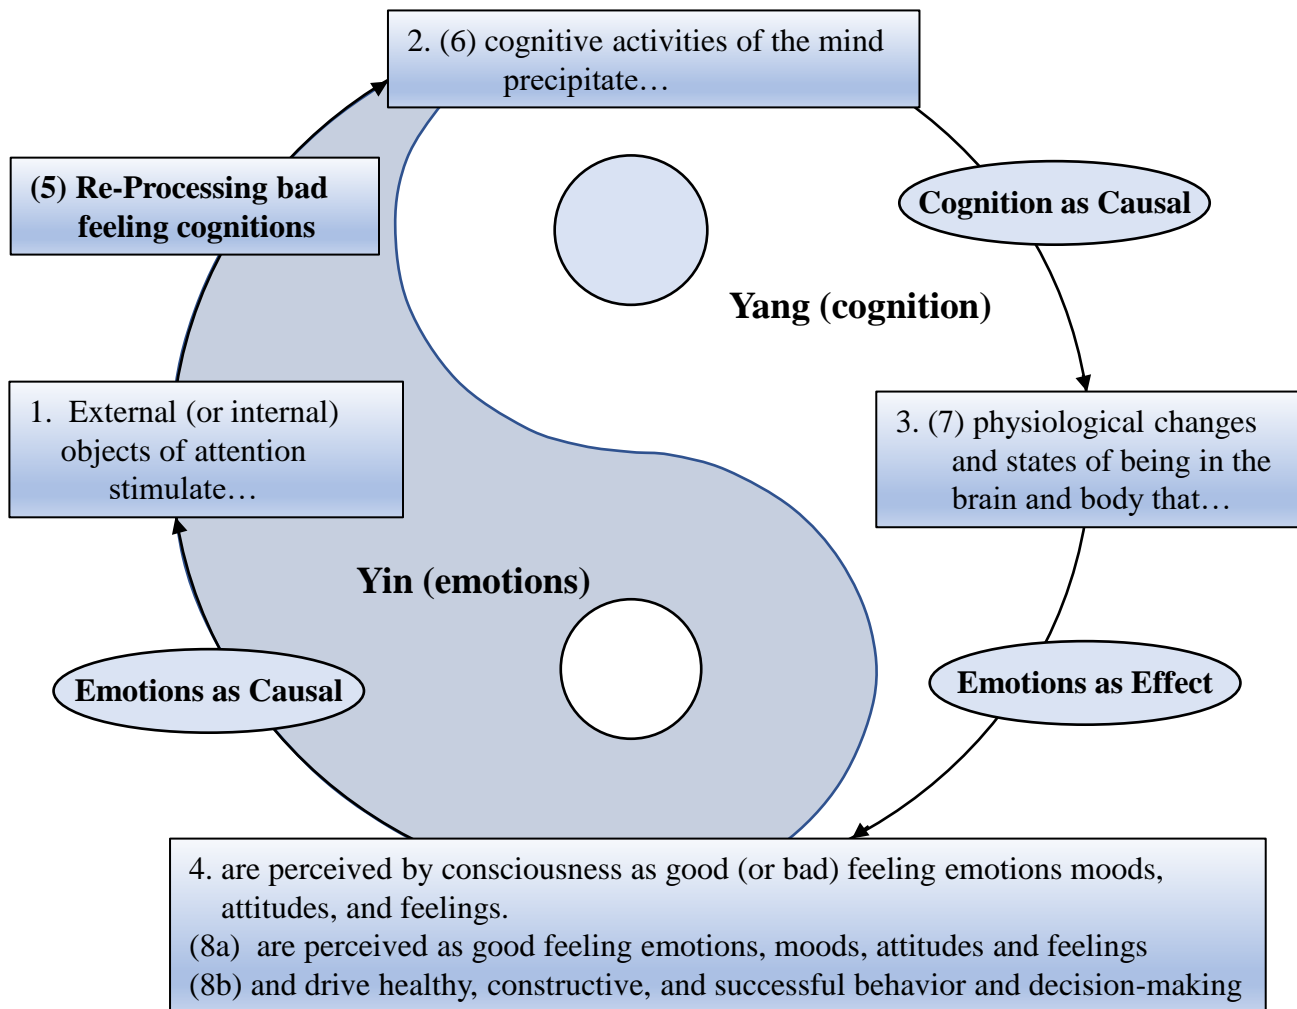 2. (6) cognitive activities of the mind
precipitate…
(5) Re-Processing bad
feeling cognitions
Cognition as Causal
Yang (cognition)
1. External (or internal)
objects of attention
stimulate…
3. (7) physiological changes
and states of being in the
brain and body that…
Yin (emotions)
Emotions as Causal
Emotions as Effect
4. are perceived by consciousness as good (or bad) feeling emotions moods,
attitudes, and feelings.
(8a) are perceived as good feeling emotions, moods, attitudes and feelings
(8b) and drive healthy, constructive, and successful behavior and decision-making